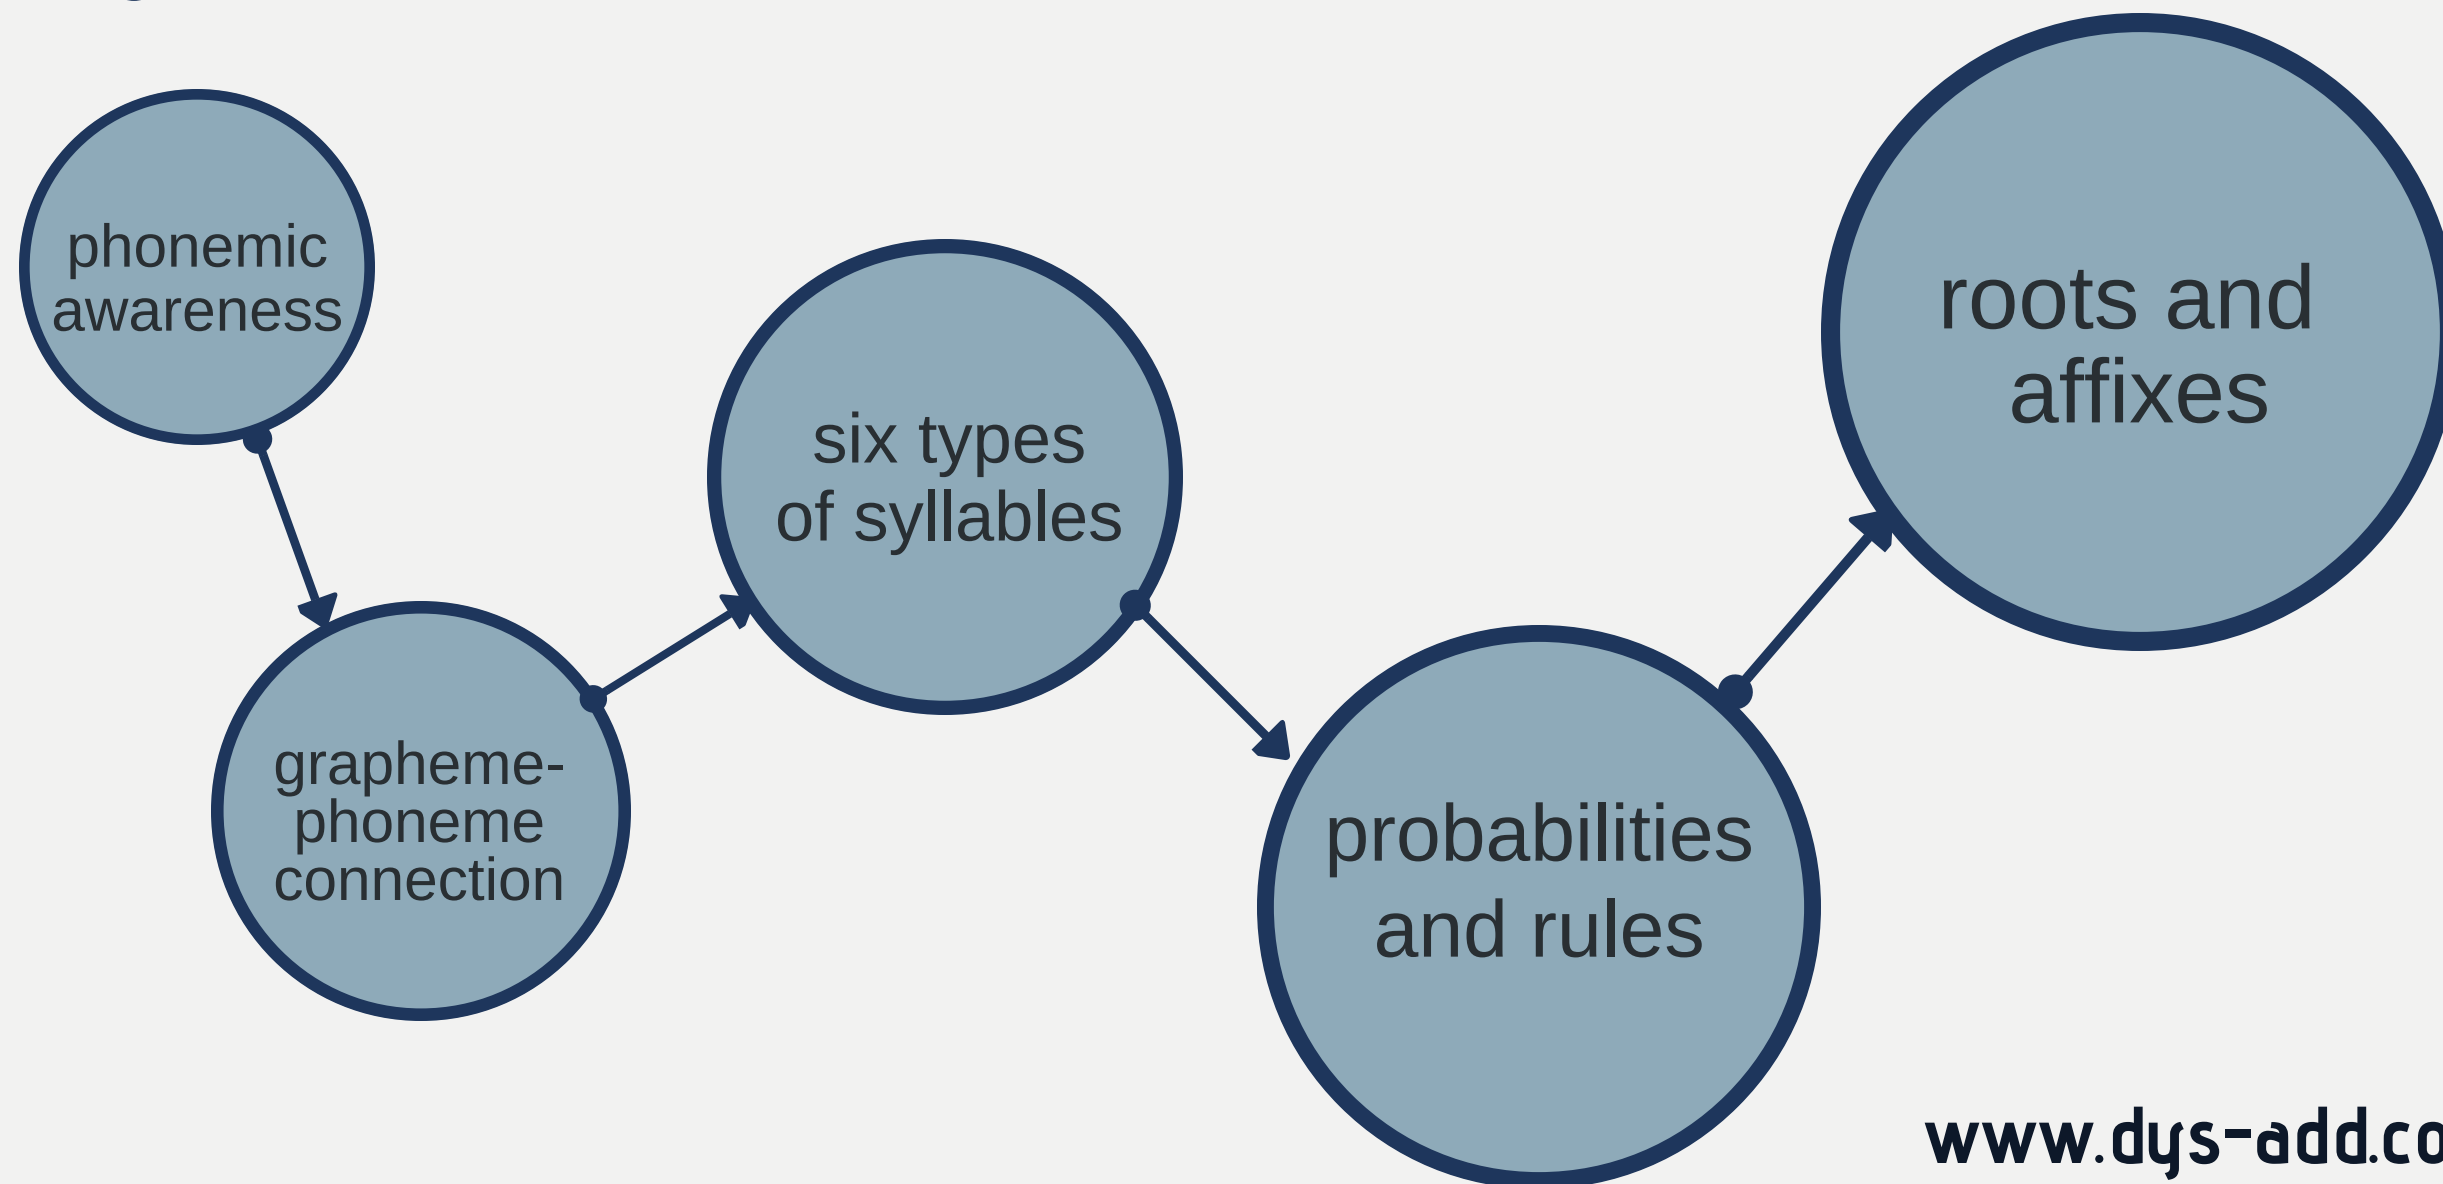 phonemic
awareness
grapheme-
phoneme
connection
six types
of syllables
probabilities
and rules
roots and
affixes
www.dys-add.co